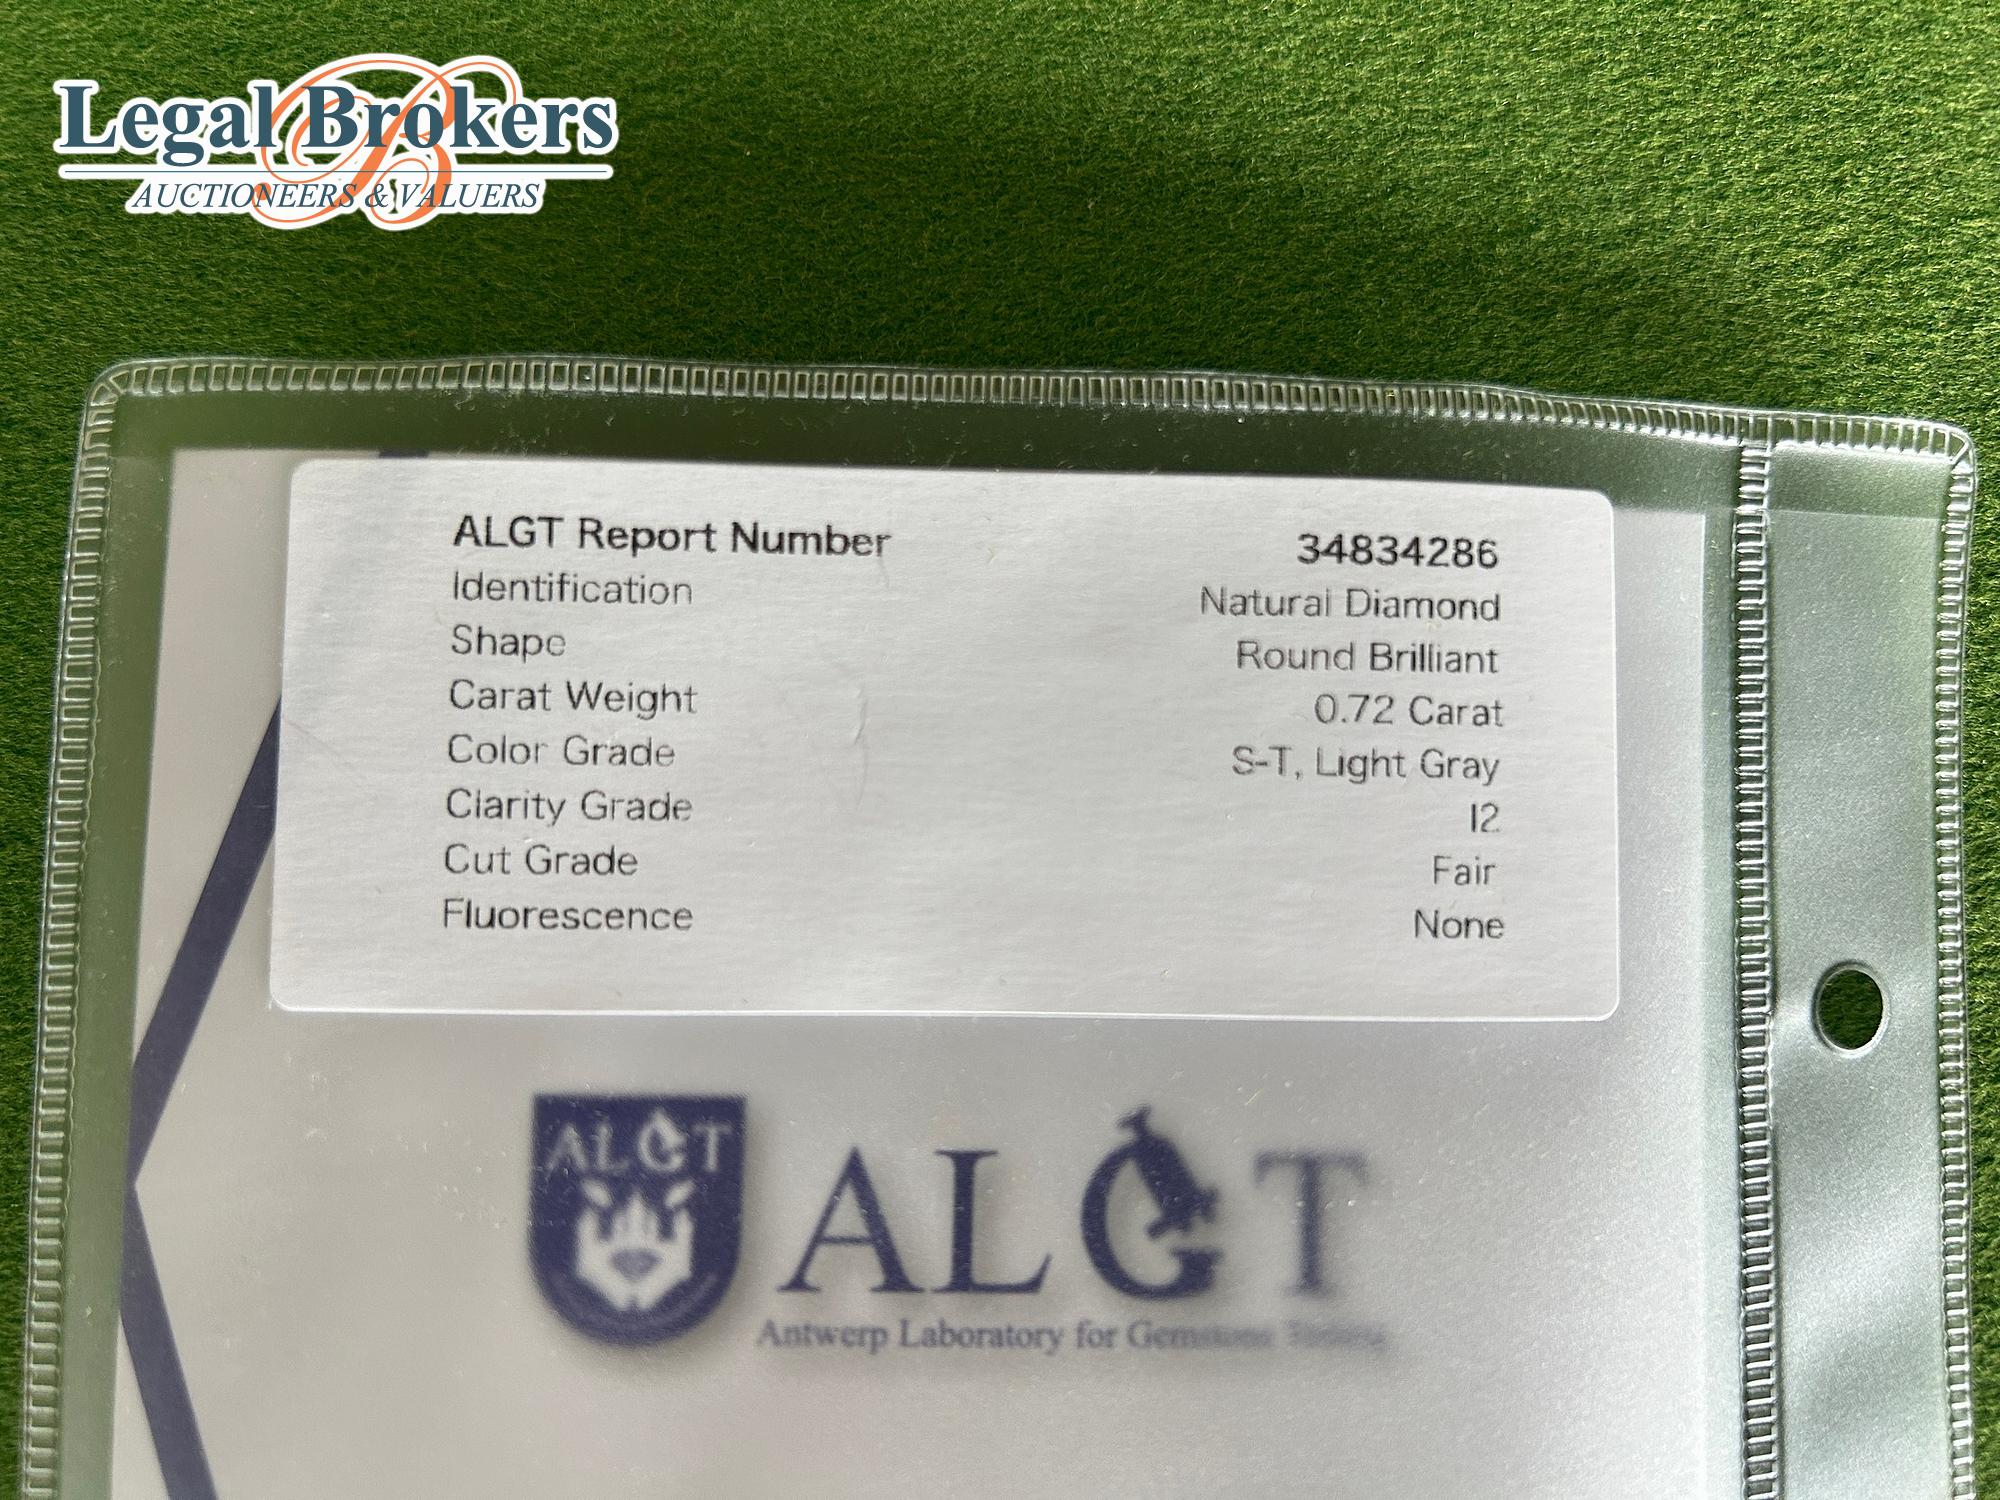 Legal Brokers
AUCTIONEERS & VALUERS
ALGT Report Number 34834286
Identification Natural Diamond
Shape Round Brilliant
Carat Weight 0.72 Carat
Color Grade S-T, Light Gray
Clarity Grade I2
Cut Grade Fair
Fluorescence None
ALGT
ALGT
Antwerp Laboratory for Gemstone